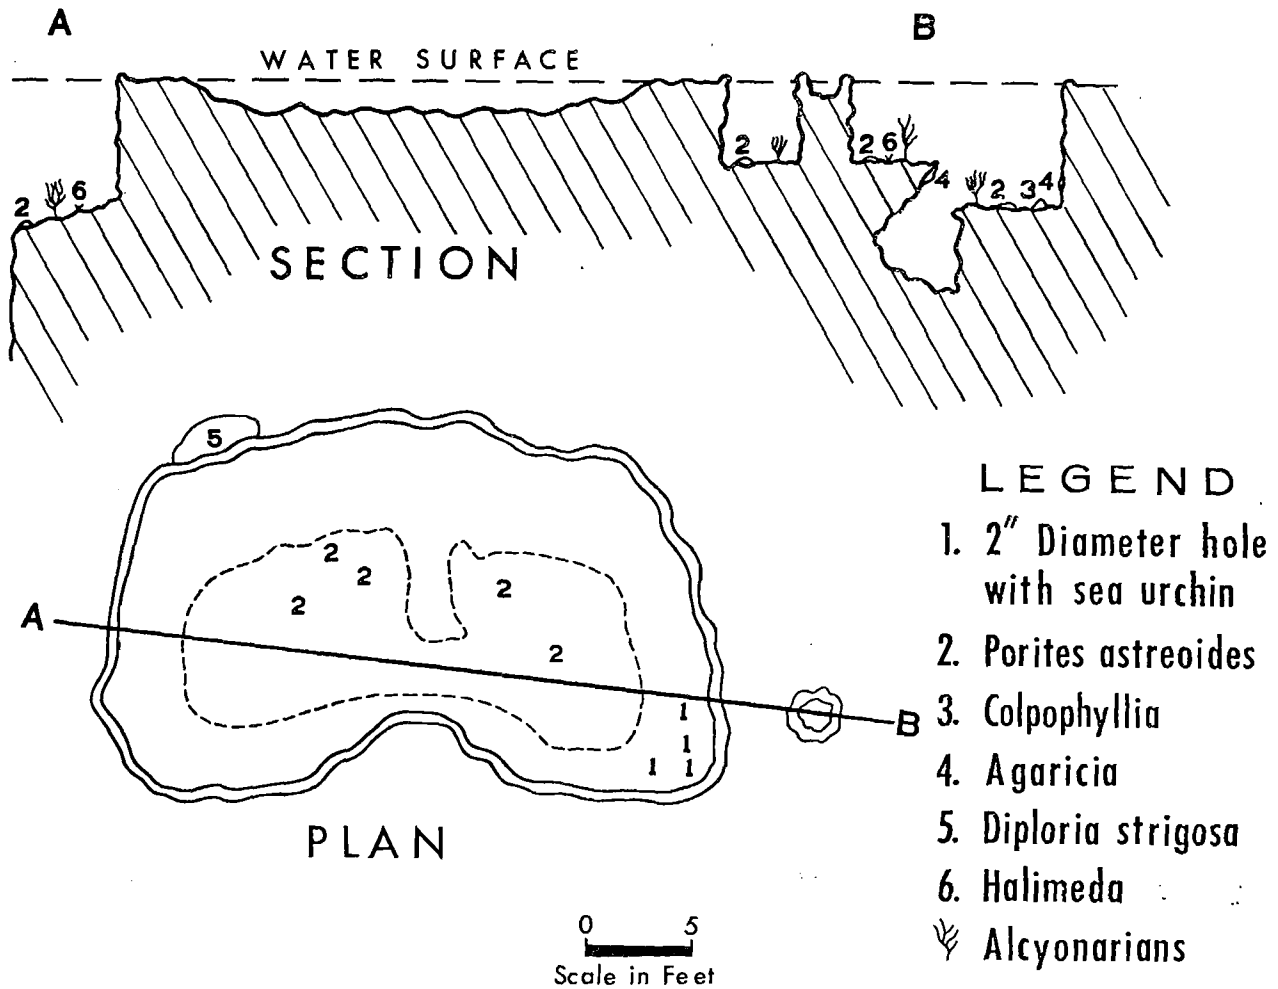 A B
WATER SURFACE
2 6 2 2 6 4 2 3 4
SECTION
5
2
2
2 2
A
2
1
B
1
1 1
PLAN
0 5
Scale in Feet
LEGEND
1. 2" Diameter hole
with sea urchin
2. Porites astreoides
3. Colpophyllia
4. Agaricia
5. Diploria strigosa
6. Halimeda
Alcyonarians